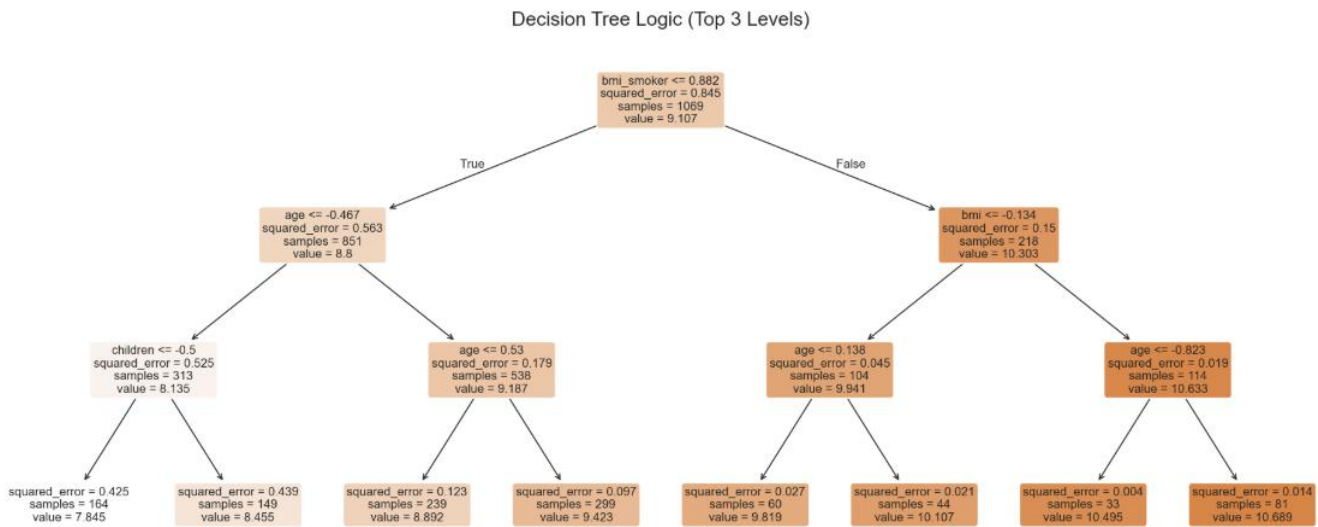 Decision Tree Logic (Top 3 Levels)
bmi_smoker <= 0.882
squared_error = 0.845
samples = 1069
value = 9.107
True
False
age <= -0.467
squared_error = 0.563
samples = 851
value = 8.8
bmi <= -0.134
squared_error = 0.15
samples = 218
value = 10.303
children <= -0.5
squared_error = 0.525
samples = 313
value = 8.135
age <= 0.53
squared_error = 0.179
samples = 538
value = 9.187
age <= 0.138
squared_error = 0.045
samples = 104
value = 9.941
age <= -0.823
squared_error = 0.019
samples = 114
value = 10.633
squared_error = 0.425
samples = 164
value = 7.845
squared_error = 0.439
samples = 149
value = 8.455
squared_error = 0.123
samples = 239
value = 8.892
squared_error = 0.097
samples = 299
value = 9.423
squared_error = 0.027
samples = 60
value = 9.819
squared_error = 0.021
samples = 44
value = 10.107
squared_error = 0.004
samples = 33
value = 10.495
squared_error = 0.014
samples = 81
value = 10.689